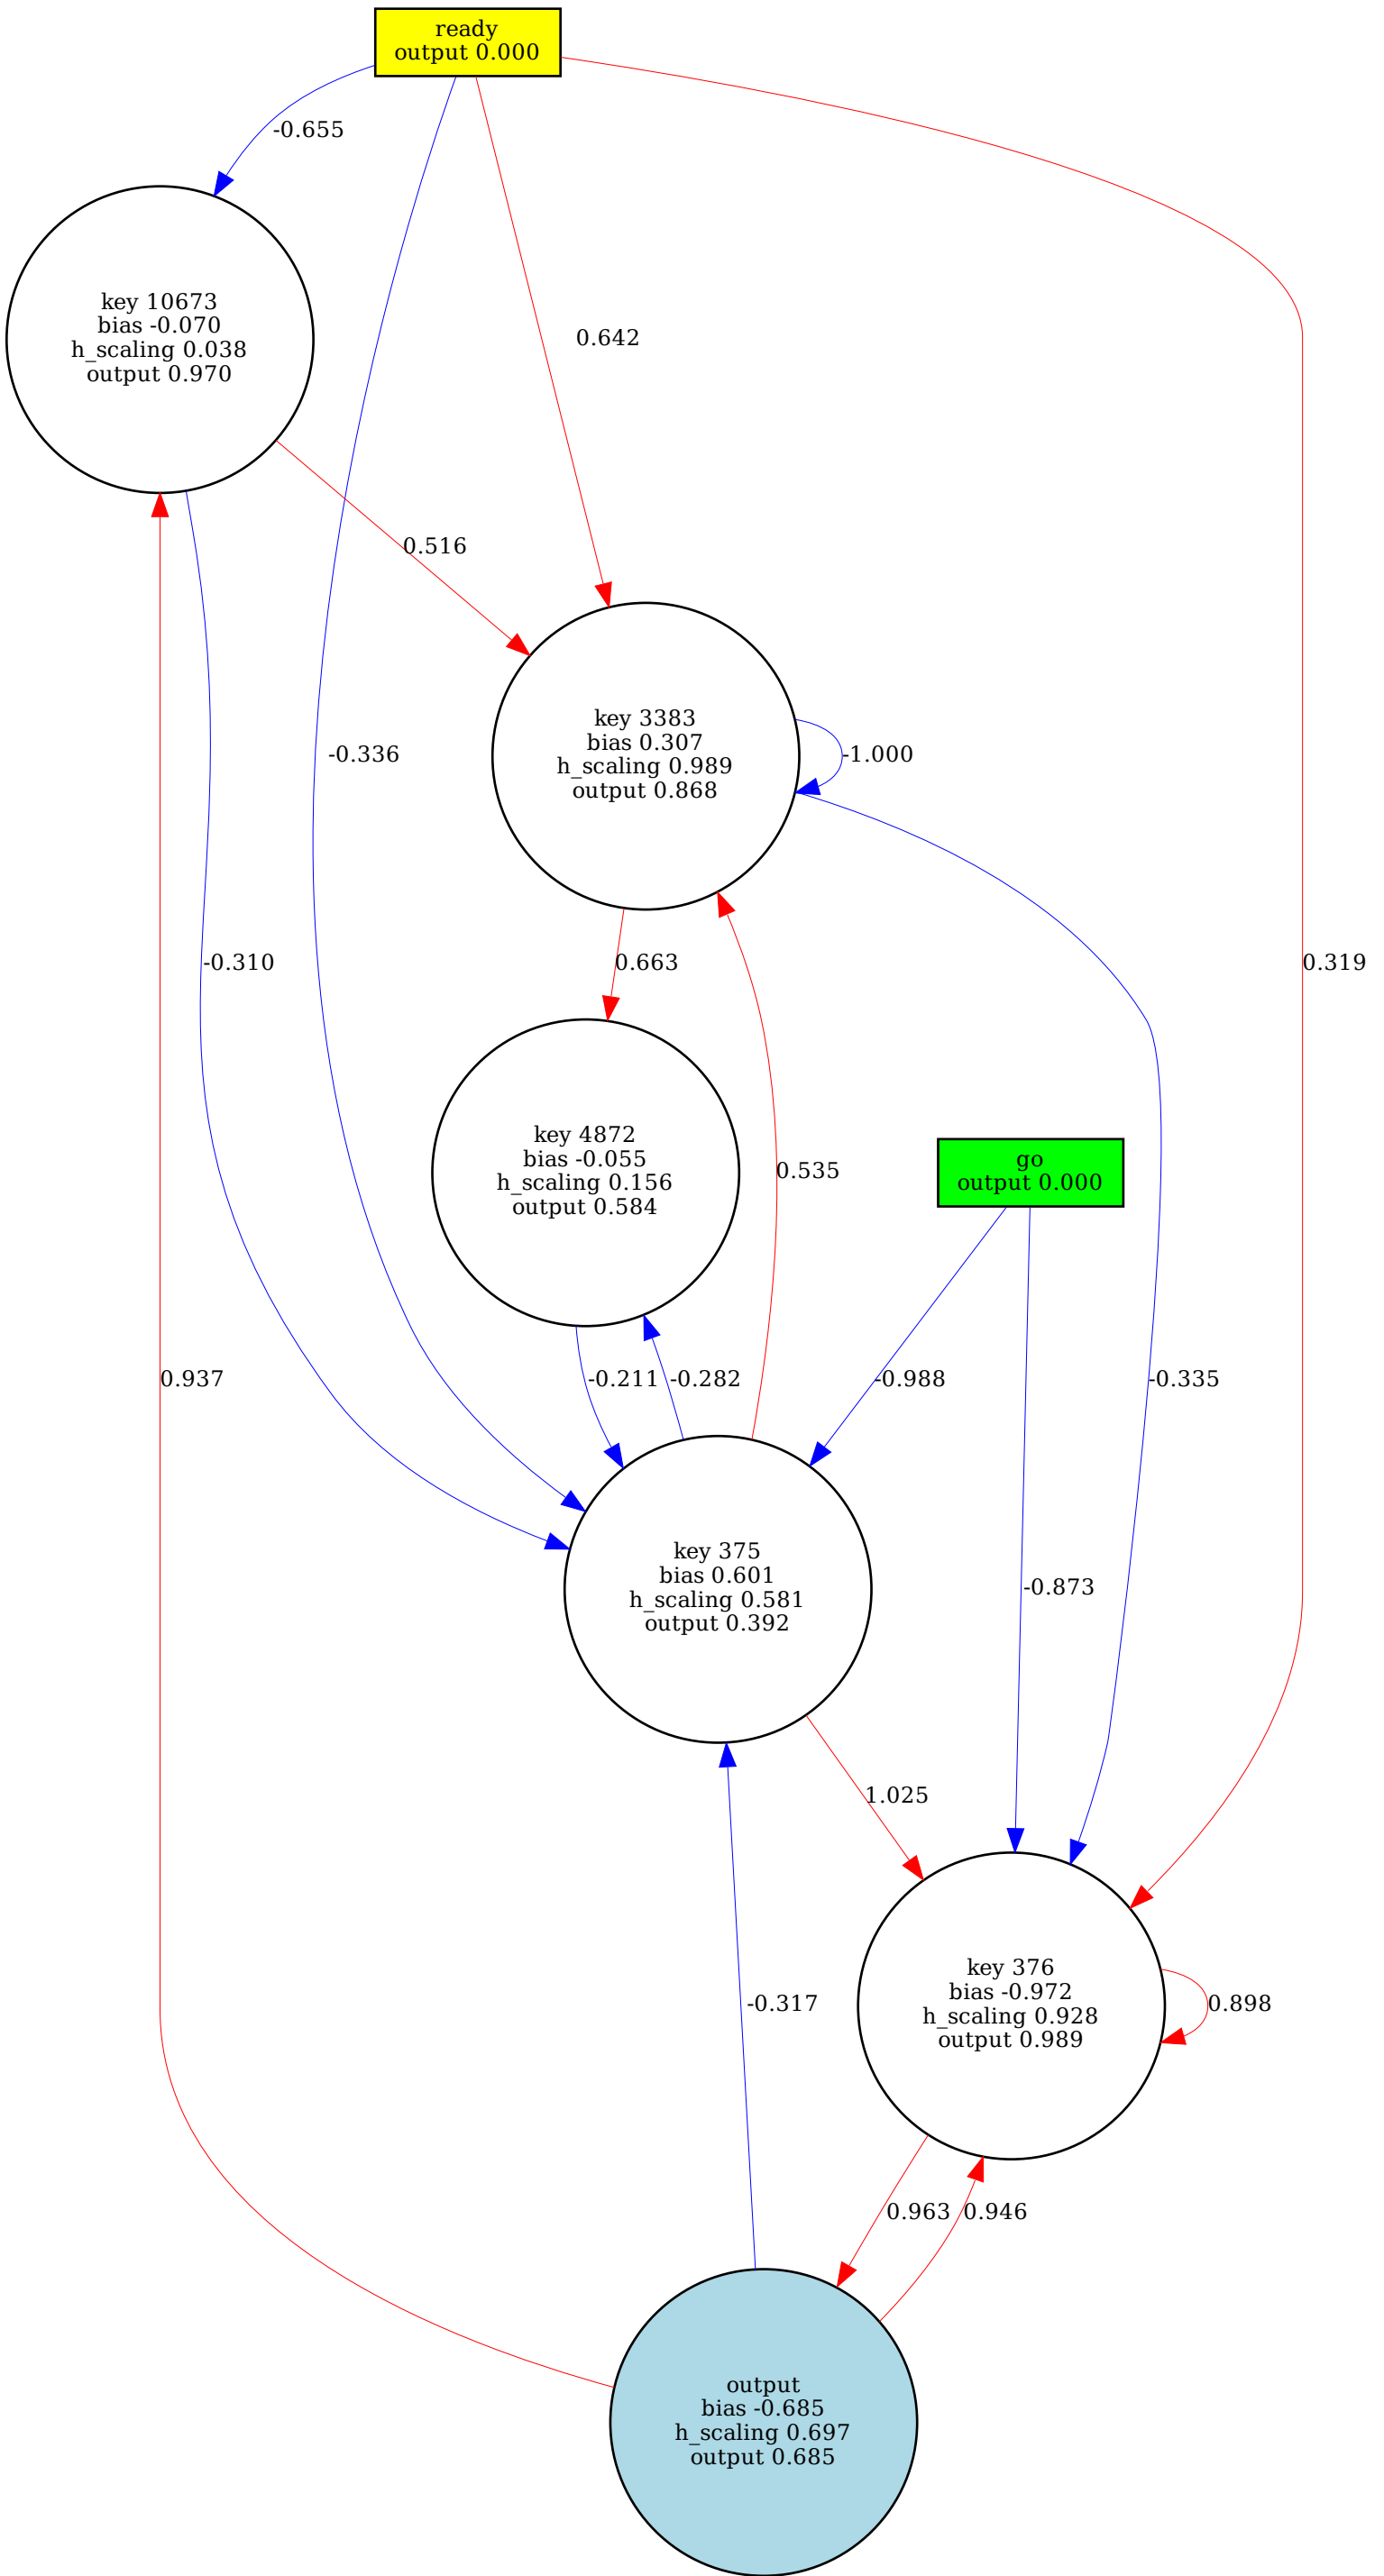 ready
output 0.000
-0.655
key 10673
bias -0.070
h_scaling 0.038
output 0.970
0.642
0.516
key 3383
bias 0.307
h_scaling 0.989
output 0.868
-0.336
-1.000
-0.310
0.663
0.319
key 4872
bias -0.055
h_scaling 0.156
output 0.584
go
output 0.000
0.535
0.937
-0.211
-0.282
-0.988
-0.335
key 375
bias 0.601
h_scaling 0.581
output 0.392
-0.873
1.025
key 376
bias -0.972
h_scaling 0.928
output 0.989
-0.317
0.898
0.963
0.946
output
bias -0.685
h_scaling 0.697
output 0.685